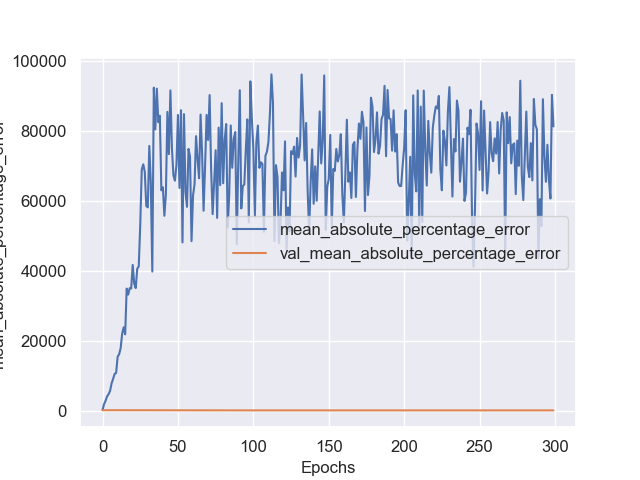 100000
80000
60000
40000
20000
0
mean_absolute_percentage_error
mean_absolute_percentage_error
val_mean_absolute_percentage_error
0 50 100 150 200 250 300
Epochs